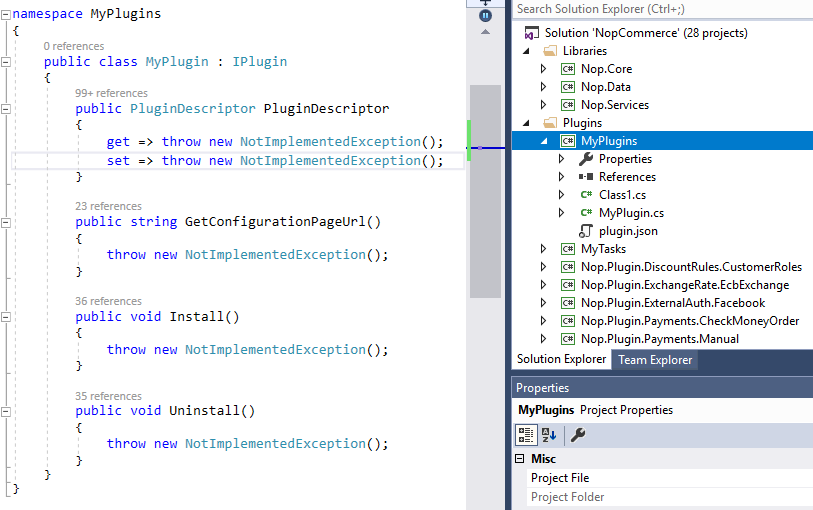 namespace MyPlugins
{
0 references
public class MyPlugin : IPlugin
{
99+ references
public PluginDescriptor PluginDescriptor
{
get => throw new NotImplementedException();
set => throw new NotImplementedException();
}
23 references
public string GetConfigurationPageUrl()
{
throw new NotImplementedException();
}
36 references
public void Install()
{
throw new NotImplementedException();
}
35 references
public void Uninstall()
{
throw new NotImplementedException();
}
}
}
Search Solution Explorer (Ctrl+;)
Solution 'NopCommerce' (28 projects)
Libraries
C# Nop.Core
C# Nop.Data
C# Nop.Services
Plugins
C# MyPlugins
Properties
References
C# Class1.cs
C# MyPlugin.cs
plugin.json
C# MyTasks
C# Nop.Plugin.DiscountRules.CustomerRoles
C# Nop.Plugin.ExchangeRate.EcbExchange
C# Nop.Plugin.ExternalAuth.Facebook
C# Nop.Plugin.Payments.CheckMoneyOrder
C# Nop.Plugin.Payments.Manual
Solution Explorer Team Explorer
Properties
MyPlugins Project Properties
Misc
Project File
Project Folder